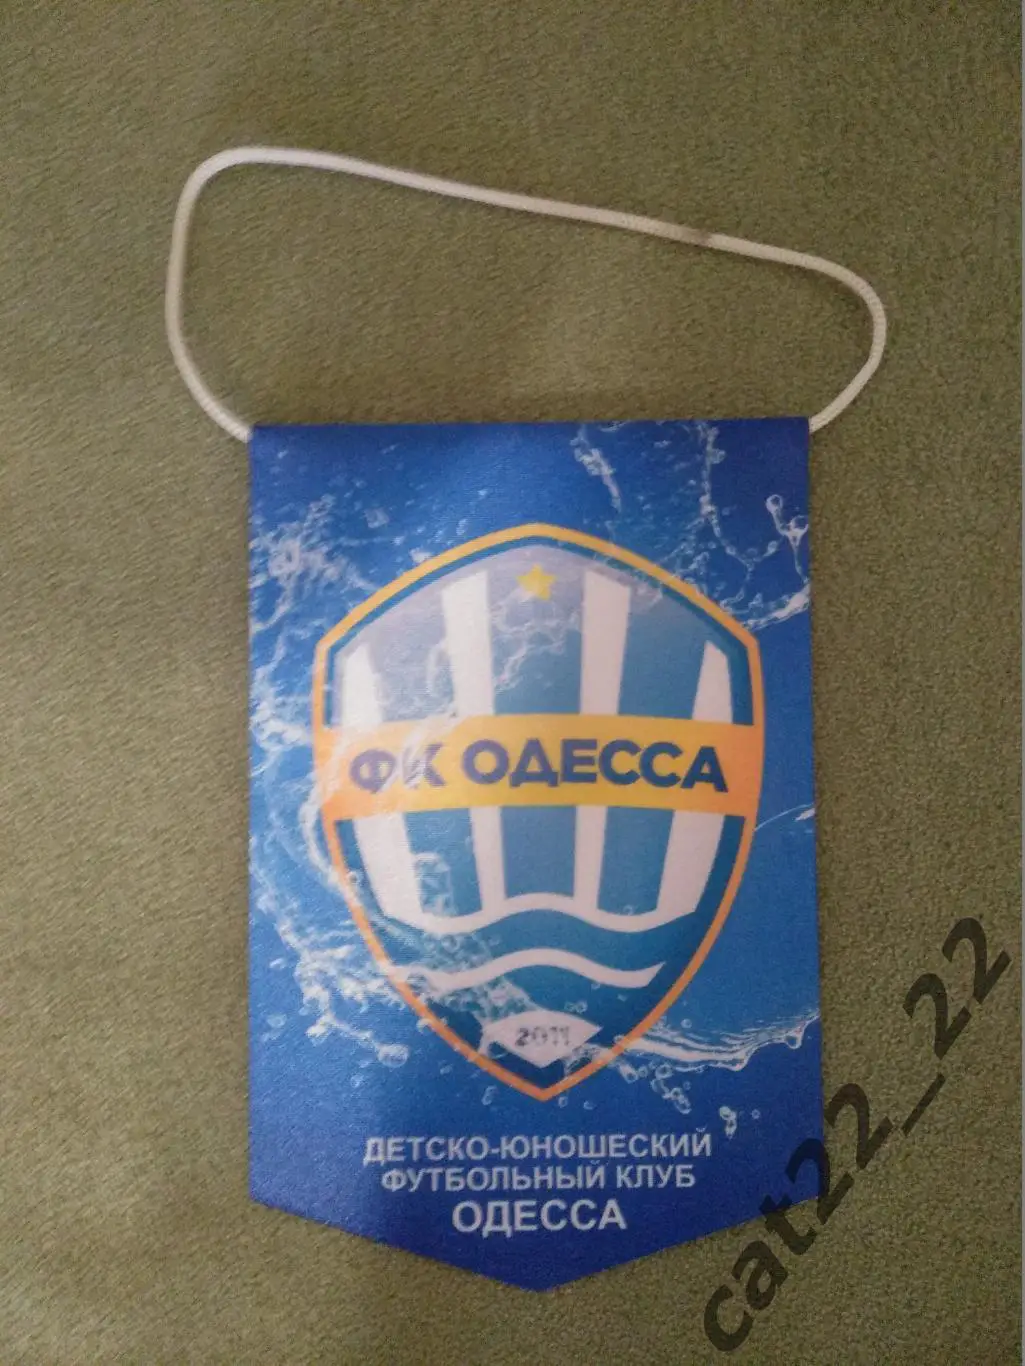 ФК ОДЕССА
2011
ДЕТСКО-ЮНОШЕСКИЙ
ФУТБОЛЬНЫЙ КЛУБ
ОДЕССА
cat22_22